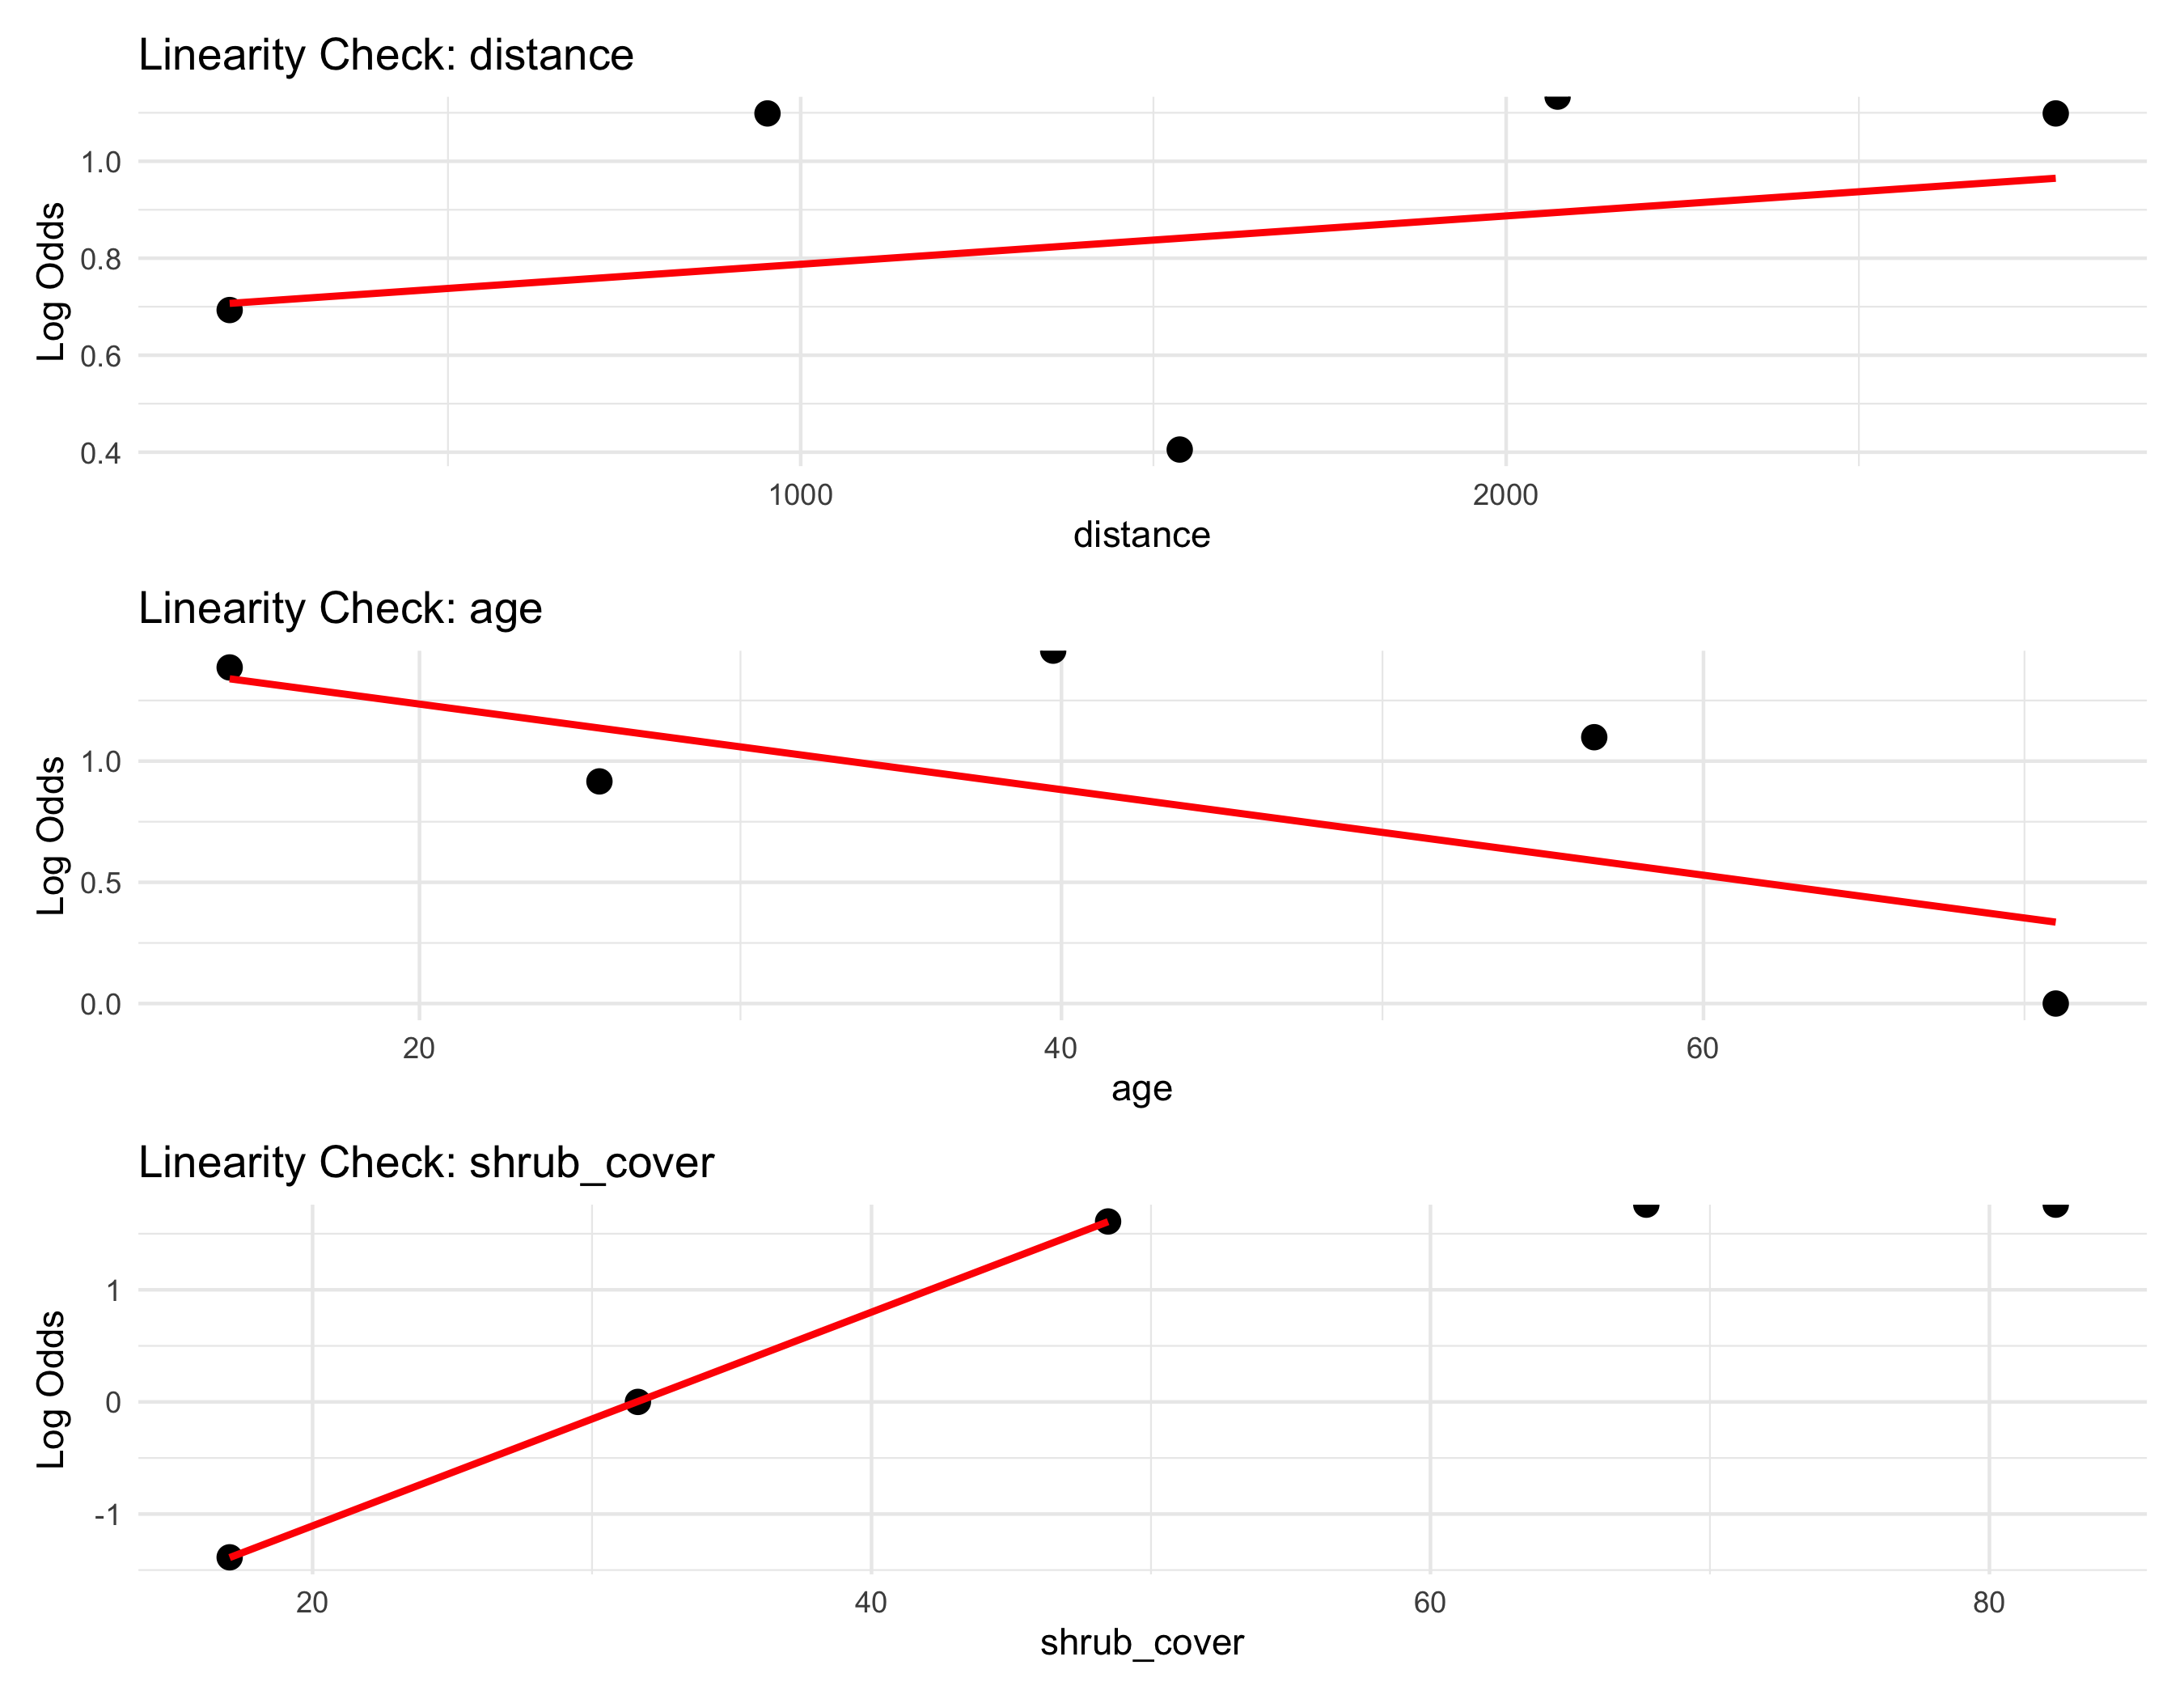 Linearity Check: distance
Log Odds
1.0
0.8
0.6
0.4
1000 2000
distance
Linearity Check: age
Log Odds
1.0
0.5
0.0
20 40 60
age
Linearity Check: shrub_cover
Log Odds
1
0
-1
20 40 60 80
shrub_cover